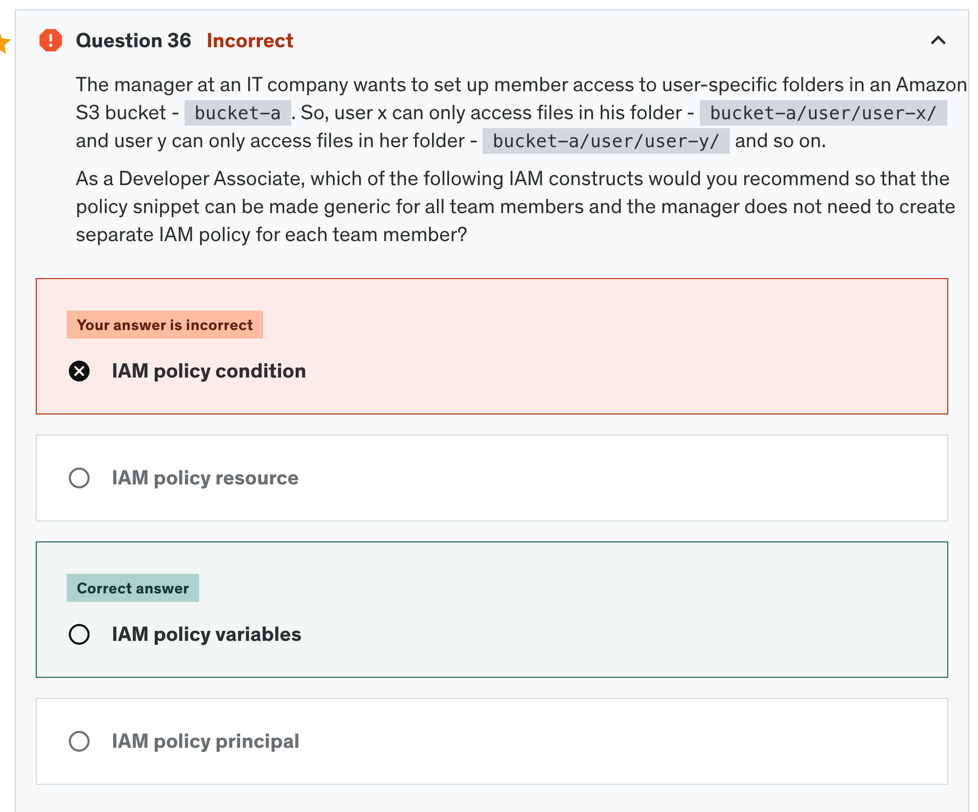 Question 36 Incorrect
The manager at an IT company wants to set up member access to user-specific folders in an Amazon
S3 bucket - bucket-a . So, user x can only access files in his folder - bucket-a/user/user-x/
and user y can only access files in her folder - bucket-a/user/user-y/ and so on.
As a Developer Associate, which of the following IAM constructs would you recommend so that the
policy snippet can be made generic for all team members and the manager does not need to create
separate IAM policy for each team member?
Your answer is incorrect
IAM policy condition
IAM policy resource
Correct answer
IAM policy variables
IAM policy principal